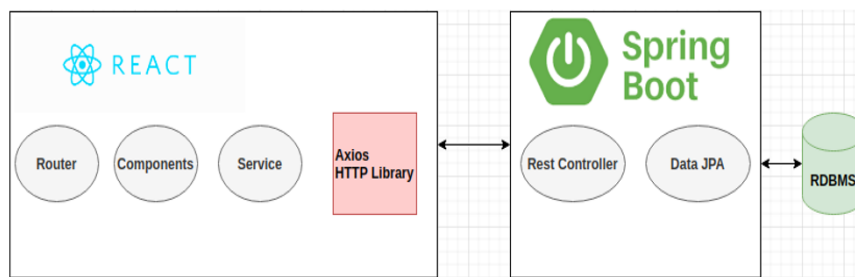 REACT
Spring
Boot
Router
Components
Service
Axios
HTTP Library
Rest Controller
Data JPA
RDBMS